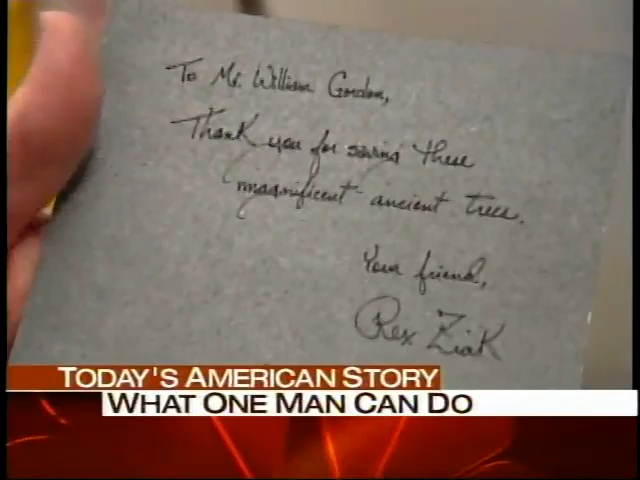 To Mr. William Gordon,
Thank you for saving these
magnificent ancient trees.
Your friend,
Rex Ziak
TODAY'S AMERICAN STORY
WHAT ONE MAN CAN DO